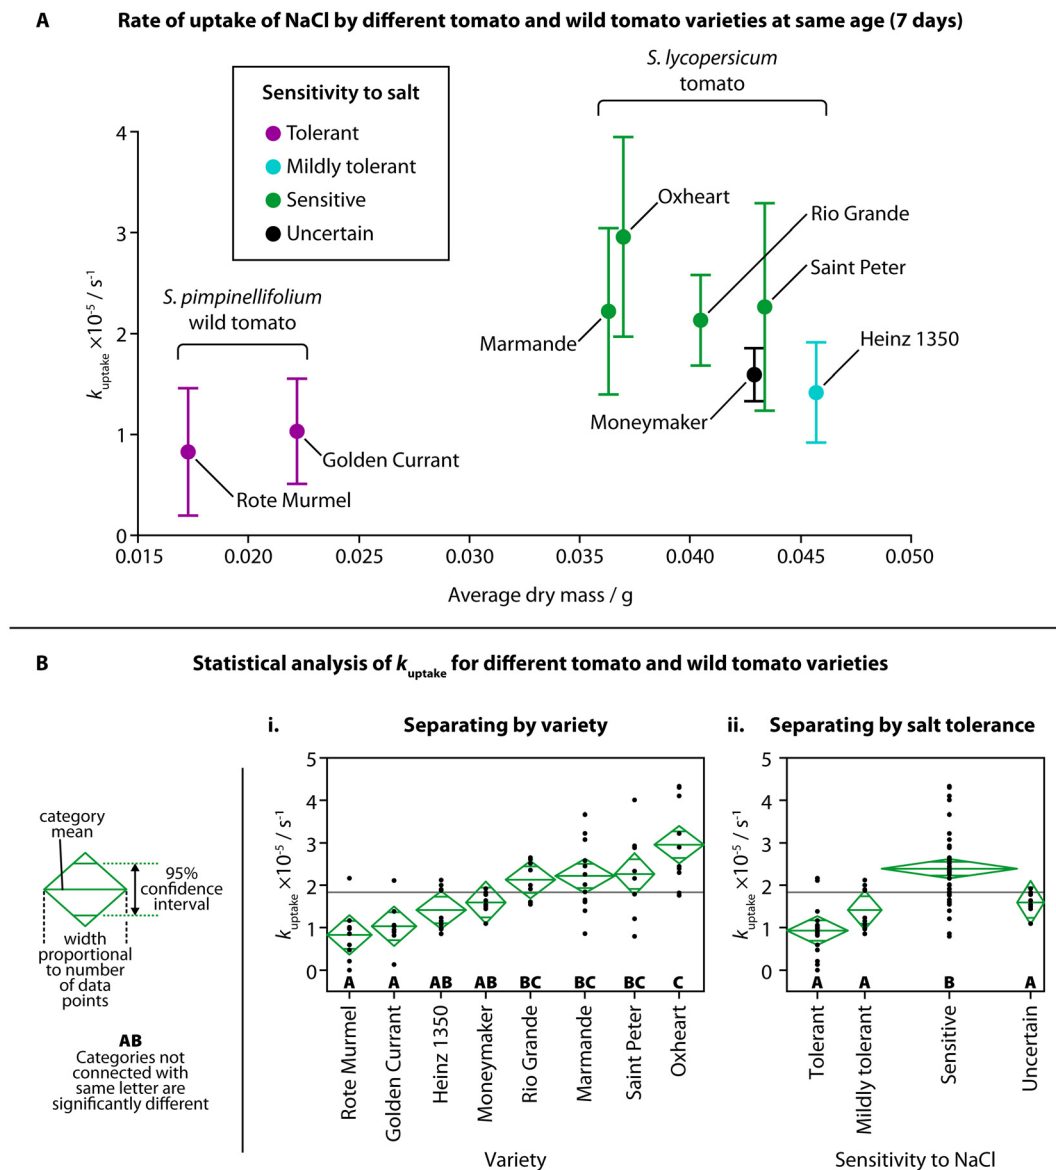 A
Rate of uptake of NaCl by different tomato and wild tomato varieties at same age (7 days)
S. lycopersicum
tomato
Sensitivity to salt
Tolerant
Mildly tolerant
Sensitive
Uncertain
S. pimpinellifolium
wild tomato
Oxheart
Rio Grande
Saint Peter
Marmande
Heinz 1350
Moneymaker
Golden Currant
Rote Murmel
4
3
2
1
0
k uptake ×10-5 / s-1
0.015 0.020 0.025 0.030 0.035 0.040 0.045 0.050
Average dry mass / g
B
Statistical analysis of k uptake for different tomato and wild tomato varieties
category
mean
95%
confidence
interval
width
proportional
to number
of data
points
AB
Categories not
connected with
same letter are
significantly different
i. Separating by variety
5
4
3
2
1
0
k uptake ×10-5 / s-1
A A AB AB BC BC BC C
Rote Murmel
Golden Currant
Heinz 1350
Moneymaker
Rio Grande
Marmande
Saint Peter
Oxheart
Variety
ii. Separating by salt tolerance
5
4
3
2
1
0
k uptake ×10-5 / s-1
A A B A
Tolerant
Mildly tolerant
Sensitive
Uncertain
Sensitivity to NaCl